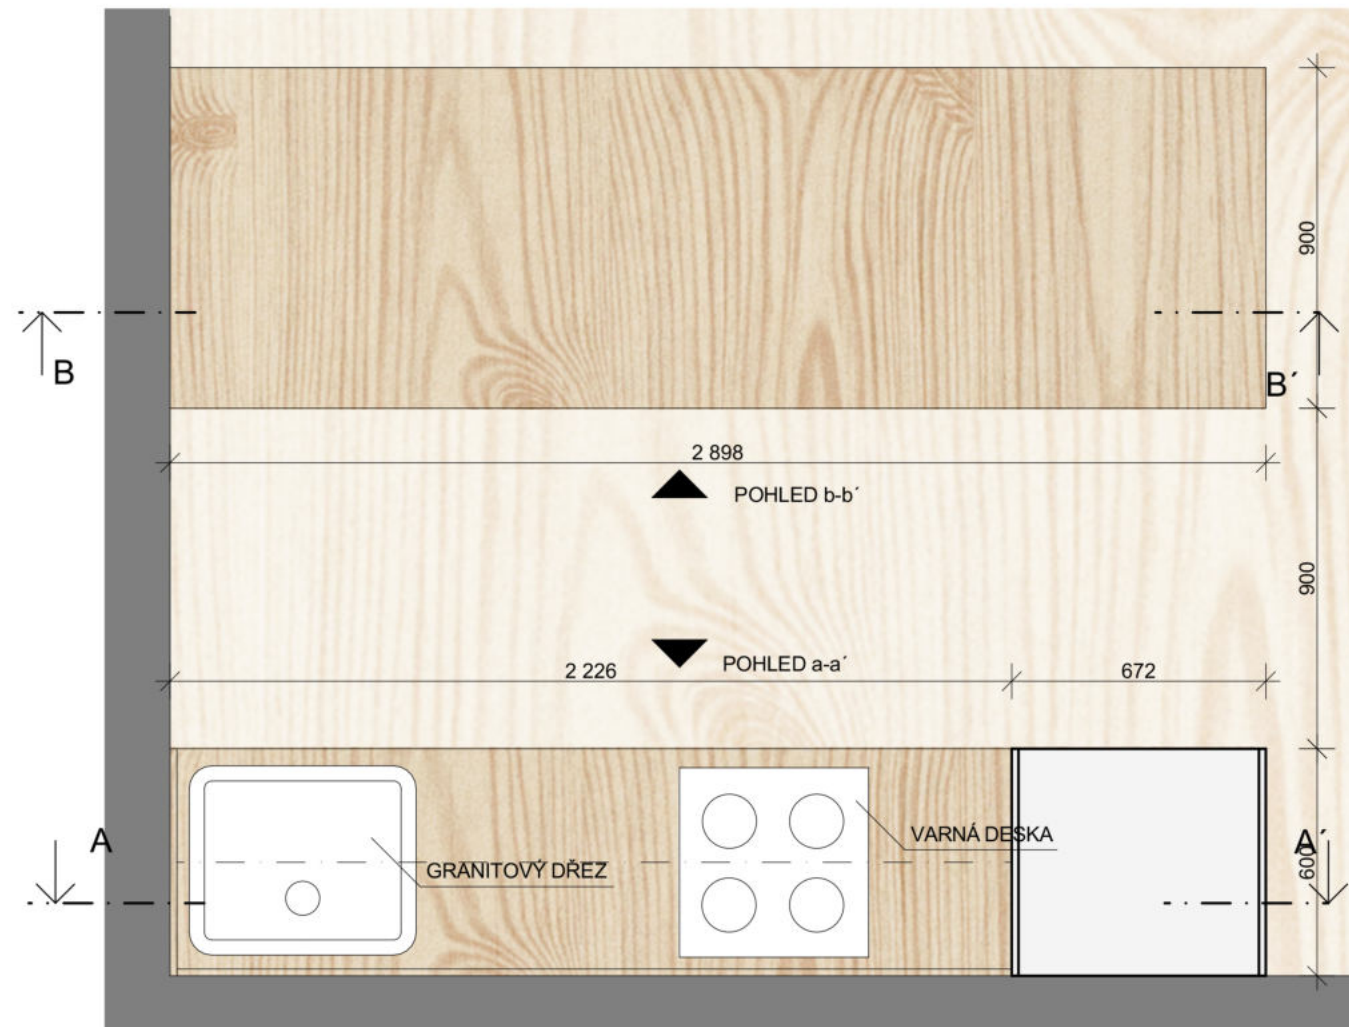 900
B
B´
2 898
POHLED b-b´
900
POHLED a-a´
2 226
672
A
VARNÁ DESKA
A´
600
GRANITOVÝ DŘEZ